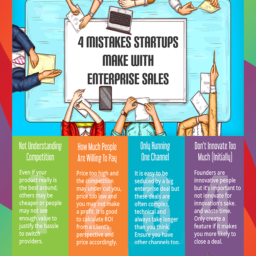 4 MISTAKES STARTUPS
MAKE WITH
ENTERPRISE SALES
Not Understanding
Competition
Even if your
product really is
the best around,
others may be
cheaper or people
may not see
enough value to
justify the hassle
to switch
providers.
How Much People
Are Willing To Pay
Price too high and
the competition
may under cut you,
price too low and
you may not make
a profit. It is good
to calculate ROI
from a client's
perspective and
price accordingly.
Only Running
One Channel
It is easy to be
seduced by a big
enterprise deal but
these deals are
often complex,
technical and
always take longer
than you think.
Ensure you have
other channels too.
Don't Innovate Too
Much (Initially)
Founders are
innovative people
but it's important to
not innovate for
innovation's sake
and waste time.
Only create a
feature if it makes
you more likely to
close a deal.